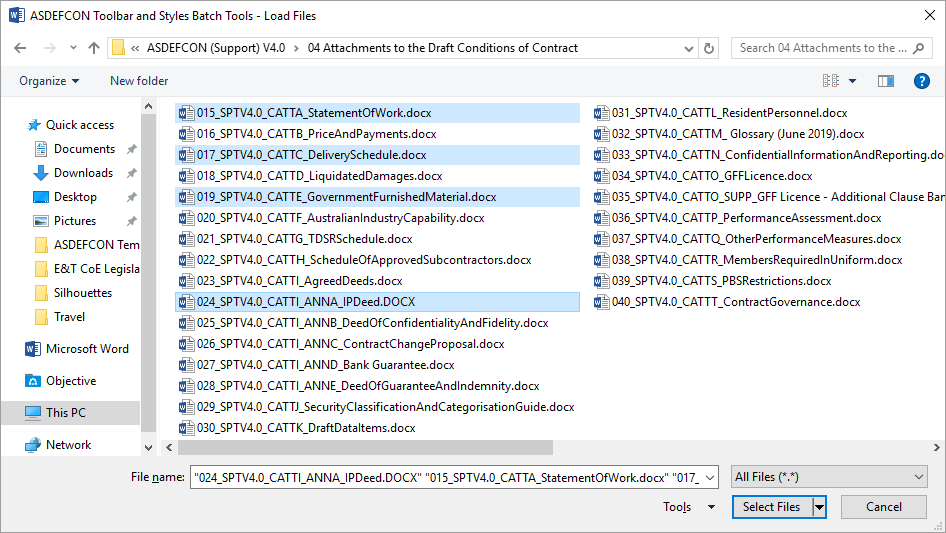 ASDEFCON Toolbar and Styles Batch Tools - Load Files
« ASDEFCON (Support) V4.0 › 04 Attachments to the Draft Conditions of Contract
Search 04 Attachments to the ...
Organize
New folder
Quick access
Documents
Downloads
Desktop
Pictures
ASDEFCON Tem
E&T CoE Legisla
Silhouettes
Travel
Microsoft Word
Objective
This PC
Network
015_SPTV4.0_CATTA_StatementOfWork.docx
016_SPTV4.0_CATTB_PriceAndPayments.docx
017_SPTV4.0_CATTC_DeliverySchedule.docx
018_SPTV4.0_CATTD_LiquidatedDamages.docx
019_SPTV4.0_CATTE_GovernmentFurnishedMaterial.docx
020_SPTV4.0_CATTF_AustralianIndustryCapability.docx
021_SPTV4.0_CATTG_TDSRSchedule.docx
022_SPTV4.0_CATTH_ScheduleOfApprovedSubcontractors.docx
023_SPTV4.0_CATTI_AgreedDeeds.docx
024_SPTV4.0_CATTI_ANNA_IPDeed.DOCX
025_SPTV4.0_CATTI_ANNB_DeedOfConfidentialityAndFidelity.docx
026_SPTV4.0_CATTI_ANNC_ContractChangeProposal.docx
027_SPTV4.0_CATTI_ANND_Bank Guarantee.docx
028_SPTV4.0_CATTI_ANNE_DeedOfGuaranteeAndIndemnity.docx
029_SPTV4.0_CATTJ_SecurityClassificationAndCategorisationGuide.docx
030_SPTV4.0_CATTK_DraftDataItems.docx
031_SPTV4.0_CATTL_ResidentPersonnel.docx
032_SPTV4.0_CATTM_ Glossary (June 2019).docx
033_SPTV4.0_CATTN_ConfidentialInformationAndReporting.do
034_SPTV4.0_CATTO_GFFLicence.docx
035_SPTV4.0_CATTO_SUPP_GFF Licence - Additional Clause Ban
036_SPTV4.0_CATTP_PerformanceAssessment.docx
037_SPTV4.0_CATTQ_OtherPerformanceMeasures.docx
038_SPTV4.0_CATTR_MembersRequiredInUniform.docx
039_SPTV4.0_CATTS_PBSRestrictions.docx
040_SPTV4.0_CATTT_ContractGovernance.docx
File name:
"024_SPTV4.0_CATTI_ANNA_IPDeed.DOCX" "015_SPTV4.0_CATTA_StatementOfWork.docx" "017_
All Files (*.*)
Tools
Select Files
Cancel